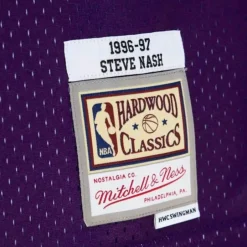 1996-97
STEVE NASH
HARDWOOD
NBA
CLASSICS
NOSTALGIA CO.
Mitchell & Ness
PHILADELPHIA, PA.
HWC SWINGMAN